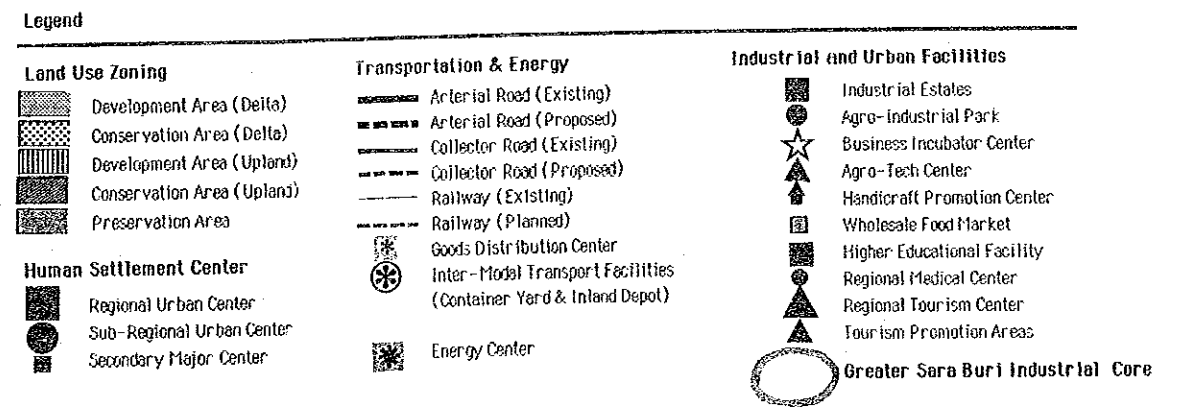 Legend
Land Use Zoning
Development Area (Delta)
Conservation Area (Delta)
Development Area (Upland)
Conservation Area (Upland)
Preservation Area
Human Settlement Center
Regional Urban Center
Sub-Regional Urban Center
Secondary Major Center
Transportation & Energy
Arterial Road (Existing)
Arterial Road (Proposed)
Collector Road (Existing)
Collector Road (Proposed)
Railway (Existing)
Railway (Planned)
Goods Distribution Center
Inter-Modal Transport Facilities
(Container Yard & Inland Depot)
Energy Center
Industrial and Urban Facilities
Industrial Estates
Agro-Industrial Park
Business Incubator Center
Agro-Tech Center
Handicraft Promotion Center
Wholesale Food Market
Higher Educational Facility
Regional Medical Center
Regional Tourism Center
Tourism Promotion Areas
Greater Sara Buri Industrial Core